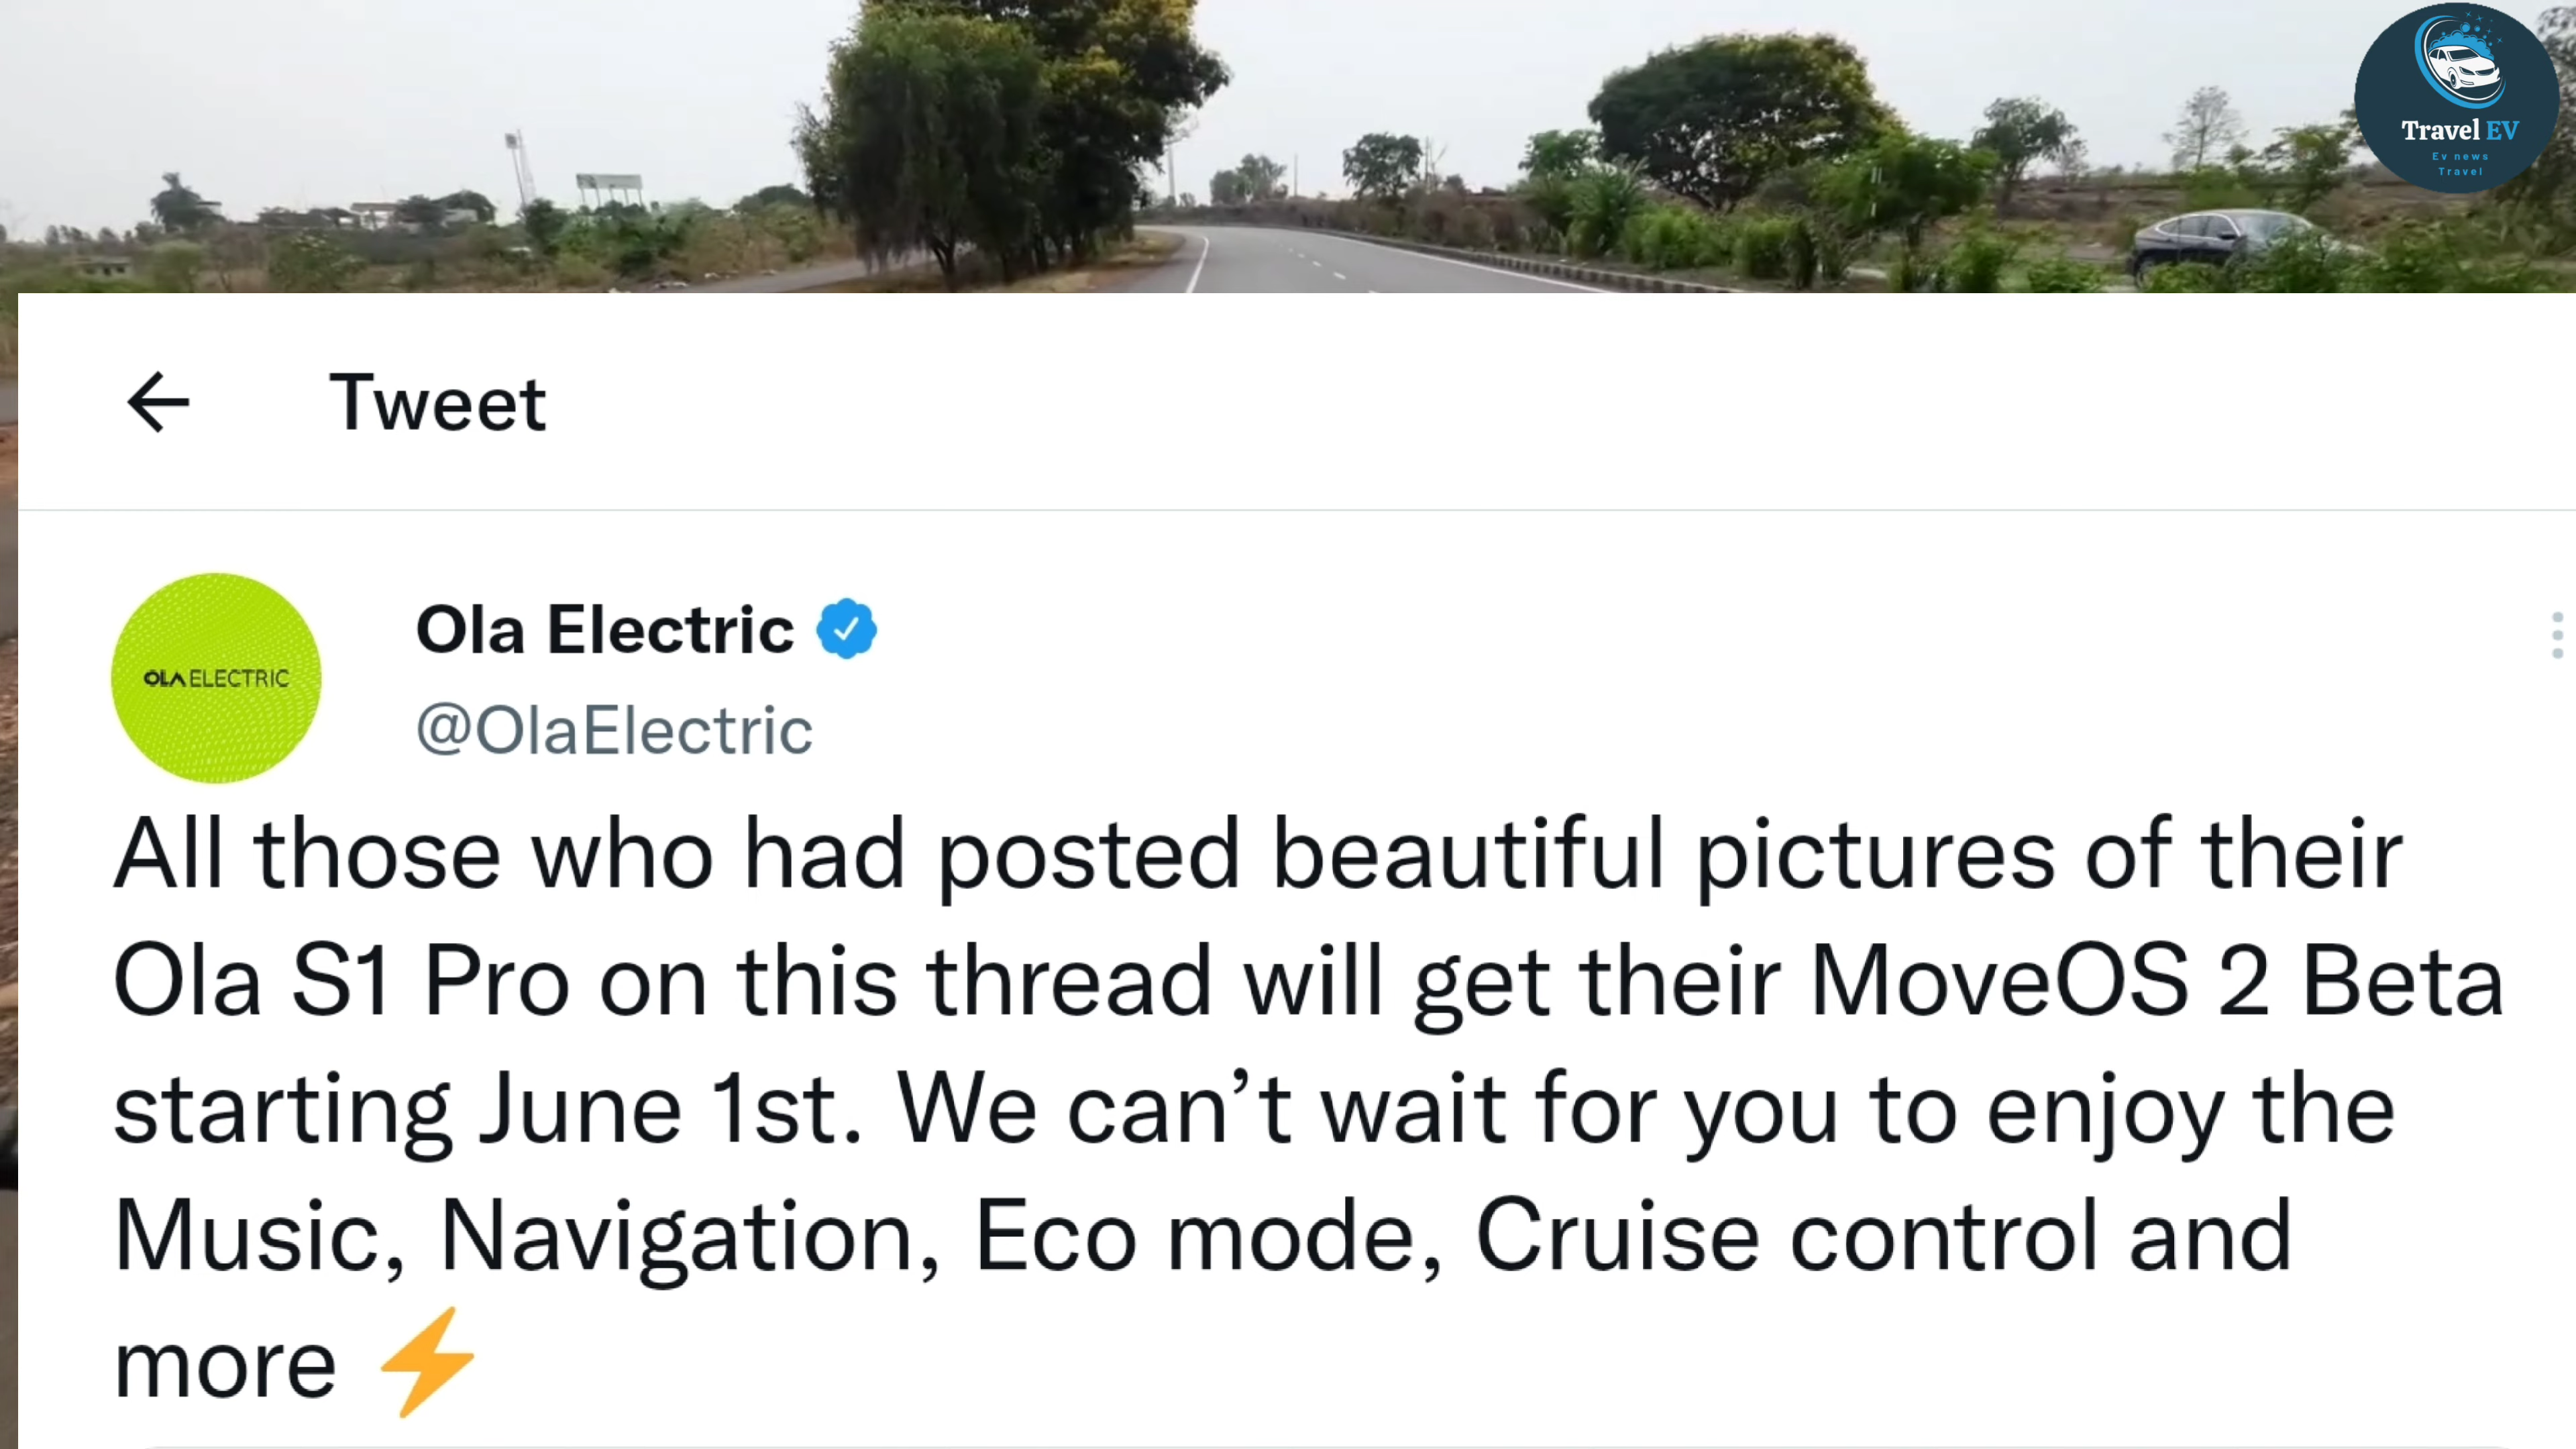 Travel EV
Ev news
Travel
Tweet
Ola Electric
OLA ELECTRIC
@OlaElectric
All those who had posted beautiful pictures of their
Ola S1 Pro on this thread will get their MoveOS 2 Beta
starting June 1st. We can’t wait for you to enjoy the
Music, Navigation, Eco mode, Cruise control and
more ⚡